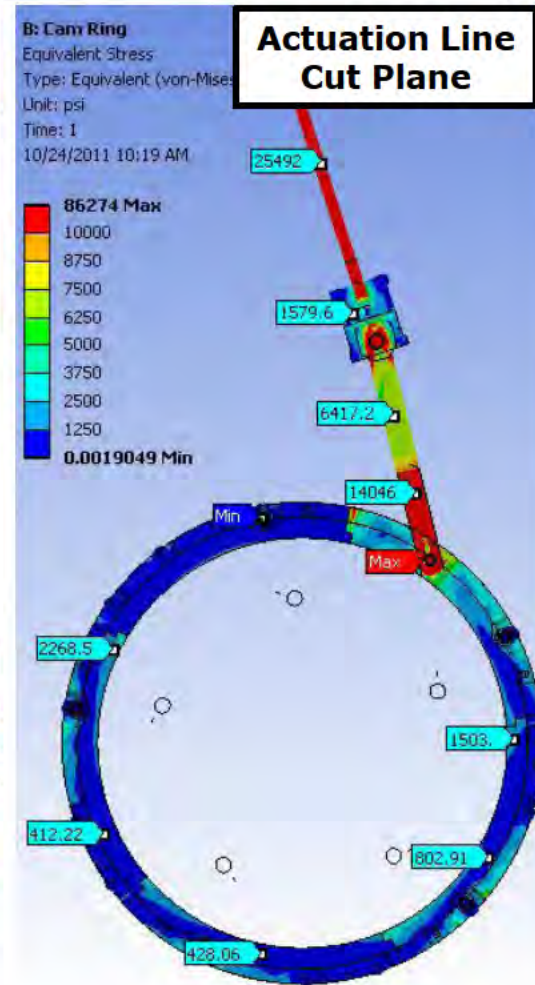 B: Cam Ring
Equivalent Stress
Type: Equivalent (von-Mises
Unit: psi
Time: 1
10/24/2011 10:19 AM
Actuation Line
Cut Plane
86274 Max
10000
8750
7500
6250
5000
3750
2500
1250
0.0019049 Min
25492
1579.6
6417.2
14046
Min
Max
2268.5
1503.
412.22
802.91
428.06